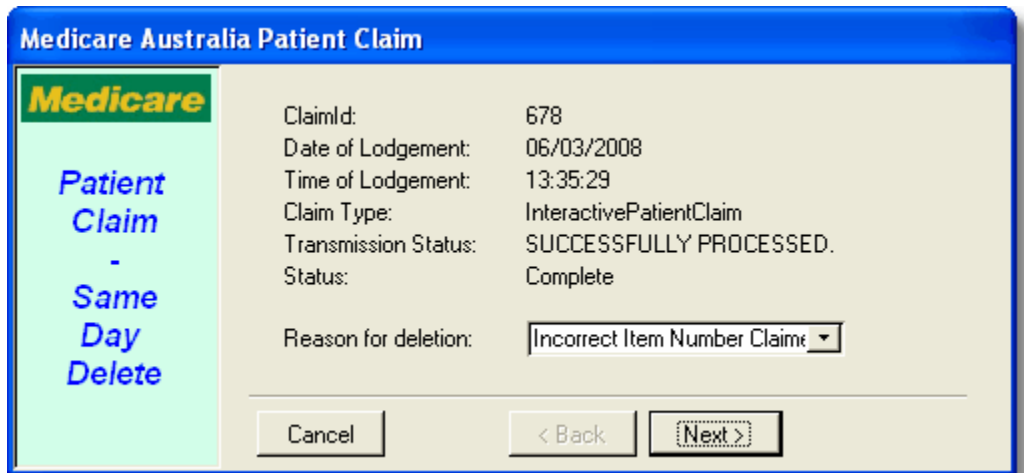 Medicare Australia Patient Claim
Medicare
Patient
Claim
-
Same
Day
Delete
ClaimId: 678
Date of Lodgement: 06/03/2008
Time of Lodgement: 13:35:29
Claim Type: InteractivePatientClaim
Transmission Status: SUCCESSFULLY PROCESSED.
Status: Complete
Reason for deletion: Incorrect Item Number Claime
Cancel < Back Next >